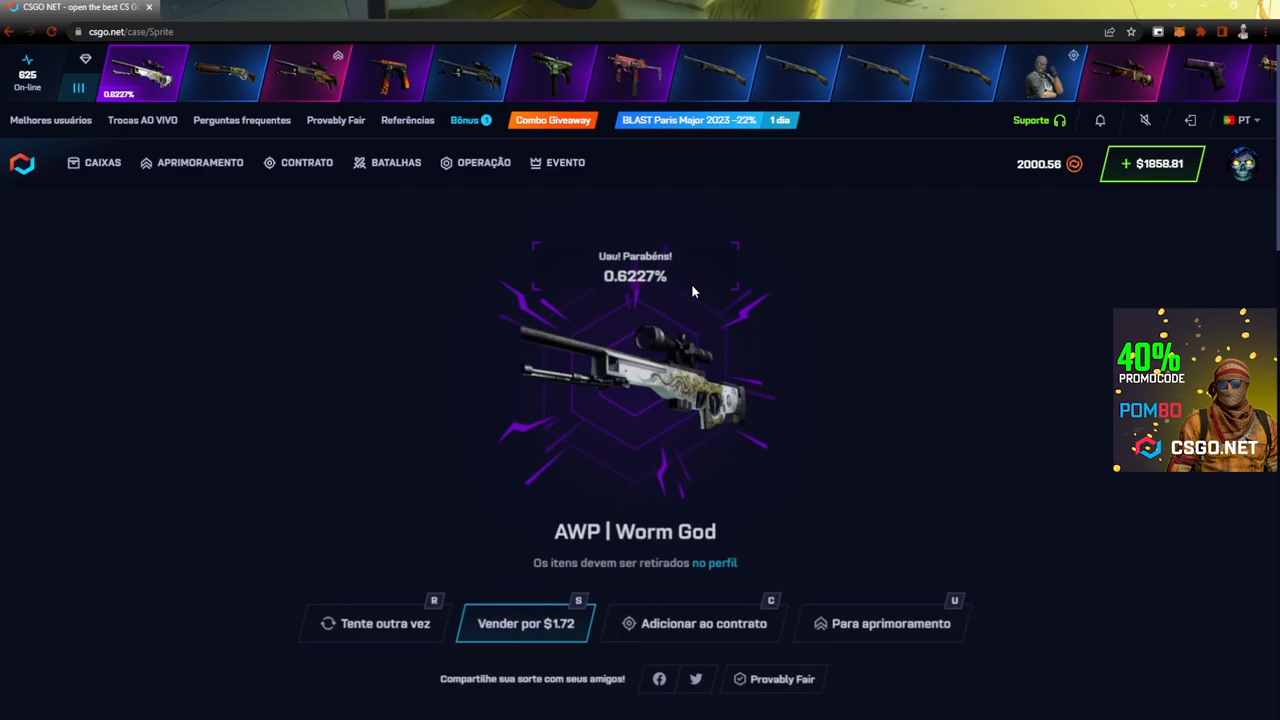 CSGO NET - open the best CS G
csgo.net/case/Sprite
625
On-line
0.6227%
Melhores usuários
Trocas AO VIVO
Perguntas frequentes
Provably Fair
Referências
Bônus 1
Combo Giveaway
BLAST Paris Major 2023 -22%
1 dia
Suporte
PT
CAIXAS
APRIMORAMENTO
CONTRATO
BATALHAS
OPERAÇÃO
EVENTO
2000.56
+ $1858.81
Uau! Parabéns!
0.6227%
40%
PROMOCODE
POMBO
CSGO.NET
AWP | Worm God
Os itens devem ser retirados no perfil
R
S
C
U
Tente outra vez
Vender por $1.72
Adicionar ao contrato
Para aprimoramento
Compartilhe sua sorte com seus amigos!
Provably Fair